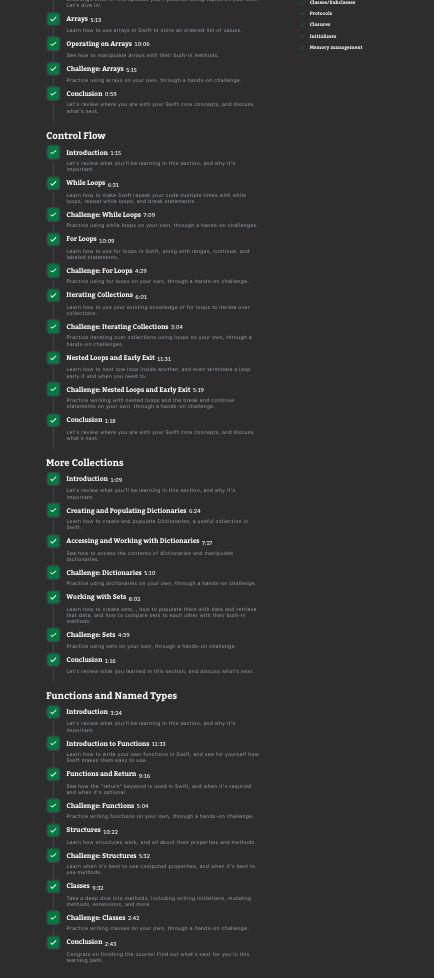 Let's dive in!
Arrays 5:13
Learn how to use arrays in Swift to store an ordered list of values.
Operating on Arrays 10:06
See how to manipulate arrays with their built-in methods.
Challenge: Arrays 5:15
Practice using arrays on your own, through a hands-on challenge.
Conclusion 0:59
Let's review where you are with your Swift core concepts, and discuss
what's next.
Control Flow
Introduction 1:15
Let's review what you'll be learning in this section, and why it's
important.
While Loops 6:31
Learn how to make Swift repeat your code multiple times with while
loops, repeat while loops, and break statements.
Challenge: While Loops 7:09
Practice using while loops on your own, through a hands-on challenges.
For Loops 10:09
Learn how to use for loops in Swift, along with ranges, continue, and
labeled statements.
Challenge: For Loops 4:29
Practice using for loops on your own, through a hands-on challenge.
Iterating Collections 6:01
Learn how to use your existing knowledge of for loops to iterate over
collections.
Challenge: Iterating Collections 3:04
Practice iterating over collections using loops on your own, through a
hands-on challenges.
Nested Loops and Early Exit 11:31
Learn how to nest one loop inside another, and even terminate a loop
early if and when you need to.
Challenge: Nested Loops and Early Exit 5:19
Practice working with nested loops and the break and continue
statements on your own, through a hands-on challenge.
Conclusion 1:18
Let's review where you are with your Swift core concepts, and discuss
what's next.
More Collections
Introduction 1:09
Let's review what you'll be learning in this section, and why it's
important.
Creating and Populating Dictionaries 6:24
Learn how to create and populate Dictionaries, a useful collection in
Swift.
Accessing and Working with Dictionaries 7:17
See how to access the contents of dictionaries and manipulate
dictionaries.
Challenge: Dictionaries 5:10
Practice using dictionaries on your own, through a hands-on challenge.
Working with Sets 8:02
Learn how to create sets, , how to populate them with data and retrieve
that data, and how to compare sets to each other with their built-in
methods.
Challenge: Sets 4:39
Practice using sets on your own, through a hands-on challenge.
Conclusion 1:16
Let's review what you learned in this section, and discuss what's next.
Functions and Named Types
Introduction 3:24
Let's review what you'll be learning in this section, and why it's
important.
Introduction to Functions 11:33
Learn how to write your own functions in Swift, and see for yourself how
Swift makes them easy to use.
Functions and Return 9:16
See how the "return" keyword is used in Swift, and when it's required
and when it's optional.
Challenge: Functions 5:04
Practice writing functions on your own, through a hands-on challenge.
Structures 10:22
Learn how structures work, and all about their properties and methods.
Challenge: Structures 5:32
Learn when it's best to use computed properties, and when it's best to
use methods.
Classes 9:32
Take a deep dive into methods, including writing initializers, mutating
methods, extensions, and more.
Challenge: Classes 2:42
Practice writing classes on your own, through a hands-on challenge.
Conclusion 2:43
Congrats on finishing the course! Find out what's next for you in this
learning path.
Classes/Subclasses
Protocols
Closures
Initializers
Memory management